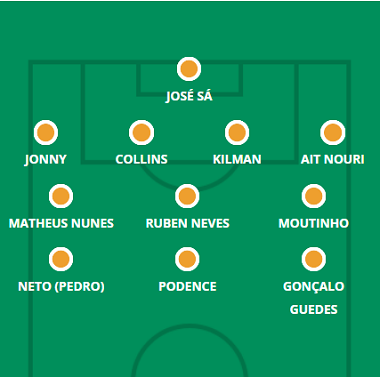 JOSÉ SÁ
JONNY COLLINS KILMAN AIT NOURI
MATHEUS NUNES RUBEN NEVES MOUTINHO
NETO (PEDRO) PODENCE GONÇALO
GUEDES